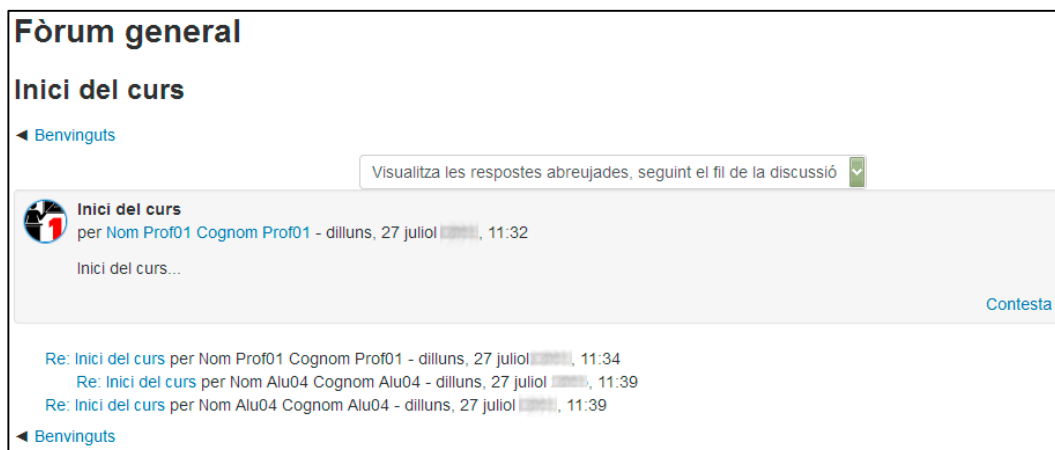 Fòrum general
Inici del curs
◄ Benvinguts
Visualitza les respostes abreujades, seguint el fil de la discussió
Inici del curs
per Nom Prof01 Cognom Prof01 - dilluns, 27 juliol , 11:32
Inici del curs...
Contesta
Re: Inici del curs per Nom Prof01 Cognom Prof01 - dilluns, 27 juliol , 11:34
Re: Inici del curs per Nom Alu04 Cognom Alu04 - dilluns, 27 juliol , 11:39
Re: Inici del curs per Nom Alu04 Cognom Alu04 - dilluns, 27 juliol , 11:39
◄ Benvinguts